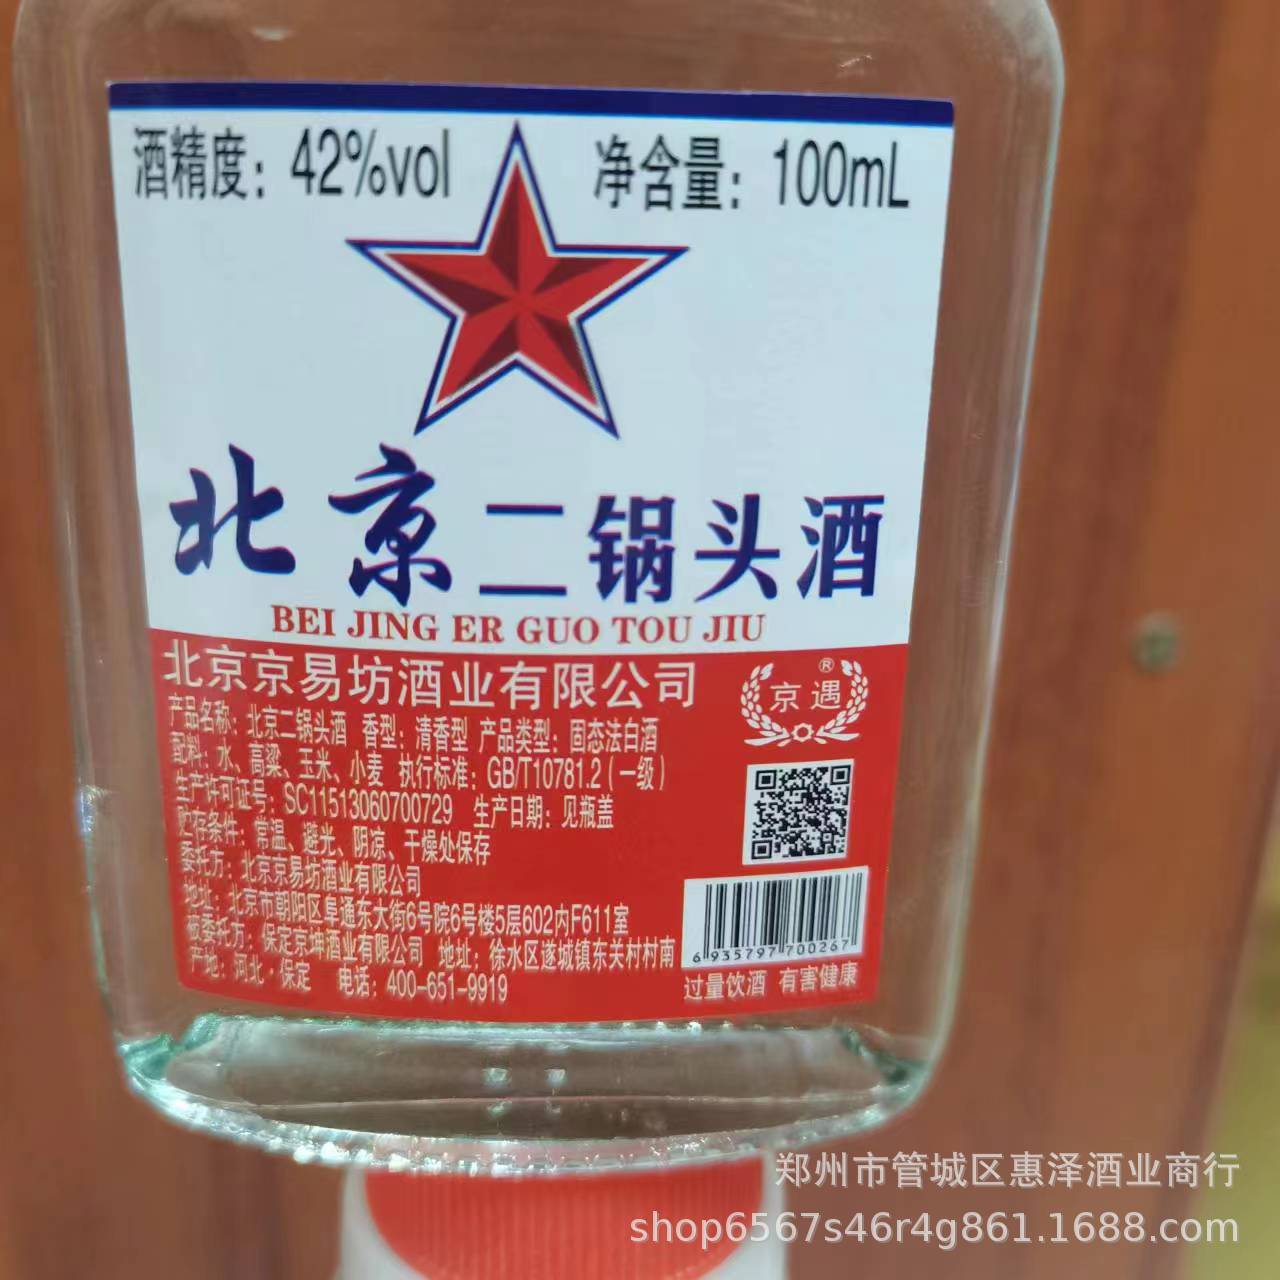 酒精度：42%vol 净含量：100mL
北京二锅头酒
BEI JING ER GUO TOU JIU
北京京易坊酒业有限公司
京遇®
产品名称：北京二锅头酒 香型：清香型 产品类型：固态法白酒
配料：水、高粱、玉米、小麦 执行标准：GB/T10781.2（一级）
生产许可证号：SC11513060700729 生产日期：见瓶盖
贮存条件：常温、避光、阴凉、干燥处保存
委托方：北京京易坊酒业有限公司
地址：北京市朝阳区阜通东大街6号院6号楼5层602内F611室
被委托方：保定京坤酒业有限公司 地址：徐水区遂城镇东关村村南
产地：河北·保定 电话：400-651-9919
6 935797 700267
过量饮酒 有害健康
郑州市管城区惠泽酒业商行
shop6567s46r4g861.1688.com